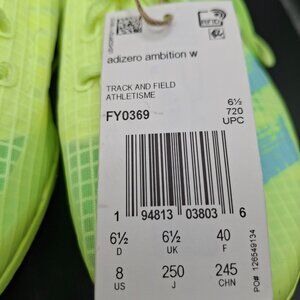 RFID
adizero ambition w
TRACK AND FIELD
ATHLETISME
FY0369
6½
720
UPC
1 94813 03803 6
6½ 6½ 40
D UK F
8 250 245
US J CHN
PO# 126549134